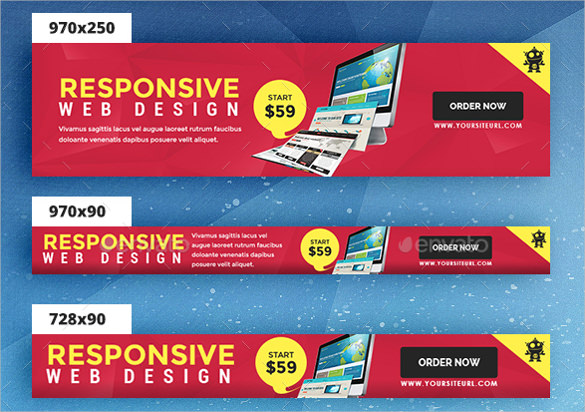 970x250
RESPONSIVE
WEB DESIGN
Vivamus sagittis lacus vel augue laoreet rutrum faucibus
doloante venenatis dapibus posuere velit aliquet.
START
$59
ORDER NOW
WWW.YOURSITEURL.COM
970x90
RESPONSIVE
WEB DESIGN
Vivamus sagittis lacus vel
augue laoreet rutrum
faucibus doloante venenatis
dapibus posuere velit aliquet.
START
$59
ORDER NOW
envato
WWW.YOURSITEURL.COM
728x90
RESPONSIVE
WEB DESIGN
START
$59
ORDER NOW
WWW.YOURSITEURL.COM